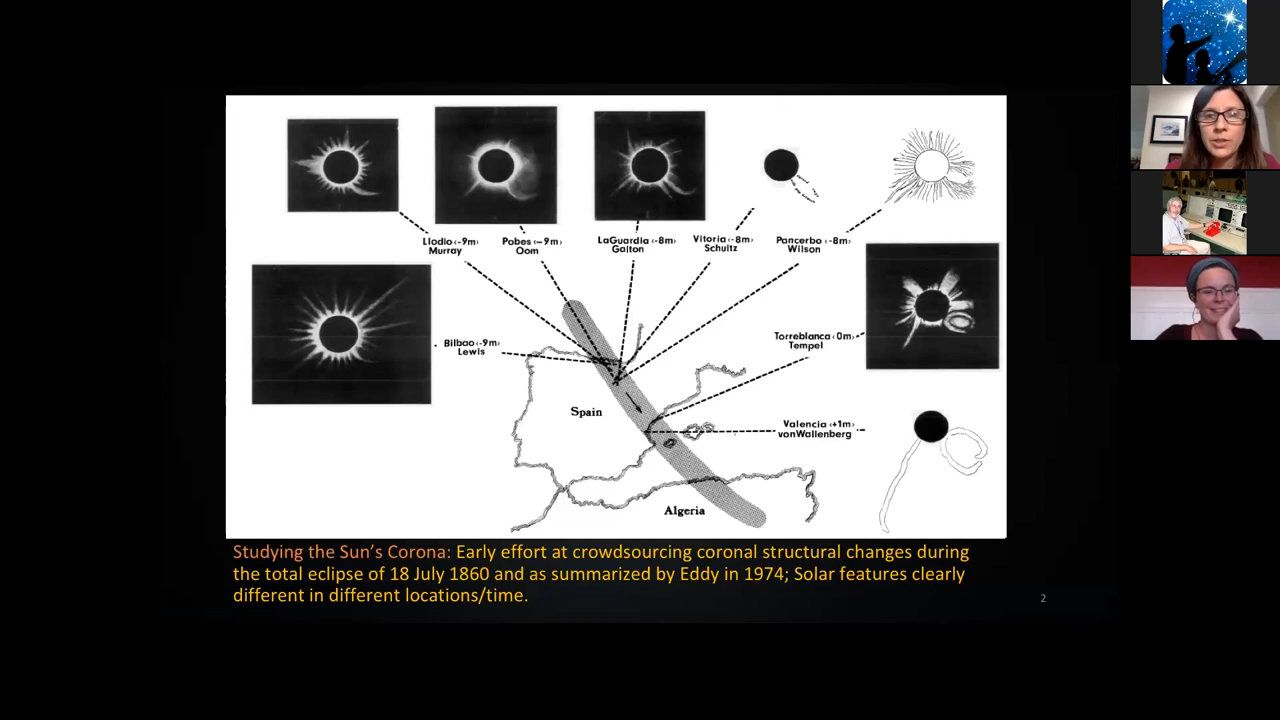 Llodio (-9m)
Murray
Pobes (-9m)
Oom
LaGuardia (-8m)
Galton
Vitoria (-8m)
Schultz
Pancerbo (-8m)
Wilson
Bilbao (-9m)
Lewis
Torreblanca (0m)
Tempel
Spain
Valencia (+1m)
vonWallenberg
Algeria
Studying the Sun's Corona: Early effort at crowdsourcing coronal structural changes during
the total eclipse of 18 July 1860 and as summarized by Eddy in 1974; Solar features clearly
different in different locations/time.
2